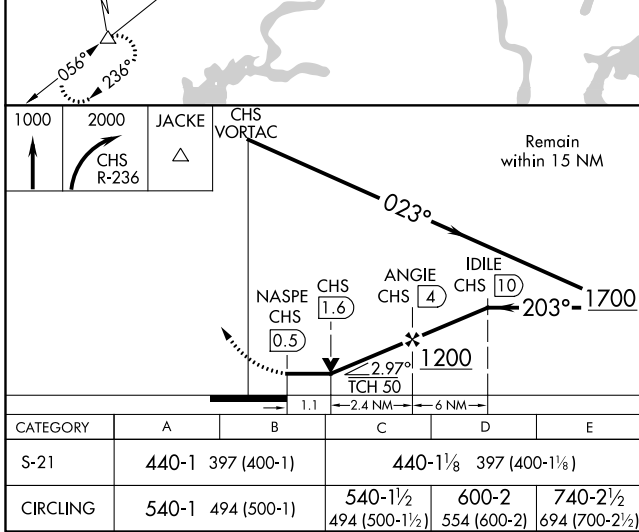 056°
236°
1000 2000 JACKE
CHS
R-236
CHS
VORTAC
Remain
within 15 NM
023°
NASPE
CHS
0.5
CHS
1.6
ANGIE
CHS 4
IDILE
CHS 10
1700
203°
1200
2.97°
TCH 50
1.1 2.4 NM 6 NM
CATEGORY A B C D E
S-21 440-1 397 (400-1) 440-1⅛ 397 (400-1⅛)
CIRCLING 540-1 494 (500-1) 540-1½ 494 (500-1½) 600-2 554 (600-2) 740-2½ 694 (700-2½)